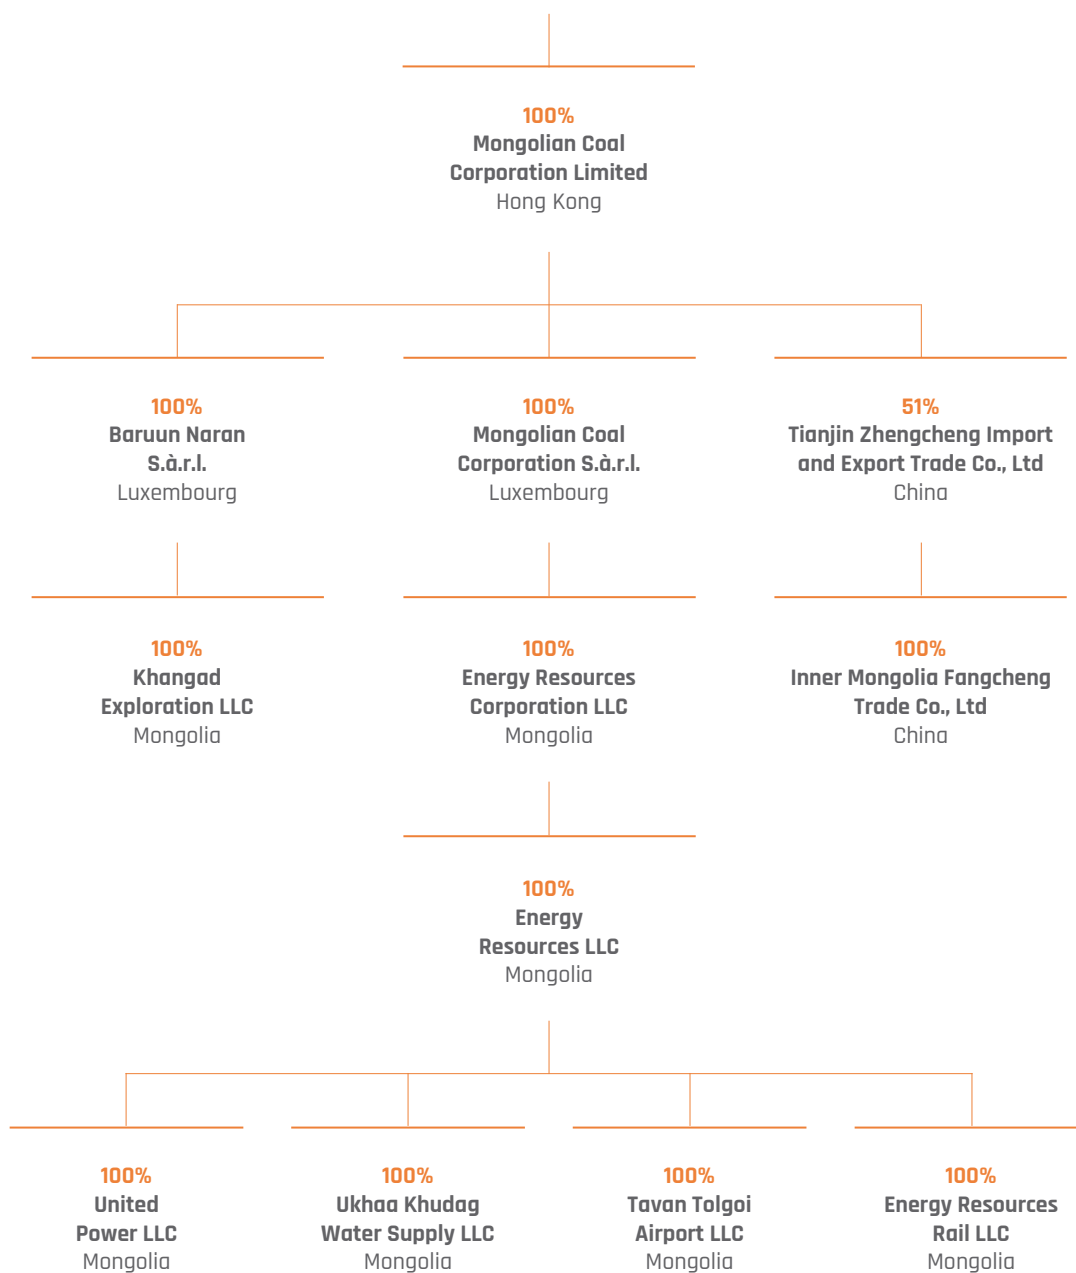 100%
Mongolian Coal
Corporation Limited
Hong Kong
100%
Baruun Naran
S.à.r.l.
Luxembourg
100%
Mongolian Coal
Corporation S.à.r.l.
Luxembourg
51%
Tianjin Zhengcheng Import
and Export Trade Co., Ltd
China
100%
Khangad
Exploration LLC
Mongolia
100%
Energy Resources
Corporation LLC
Mongolia
100%
Inner Mongolia Fangcheng
Trade Co., Ltd
China
100%
Energy
Resources LLC
Mongolia
100%
United
Power LLC
Mongolia
100%
Ukhaa Khudag
Water Supply LLC
Mongolia
100%
Tavan Tolgoi
Airport LLC
Mongolia
100%
Energy Resources
Rail LLC
Mongolia